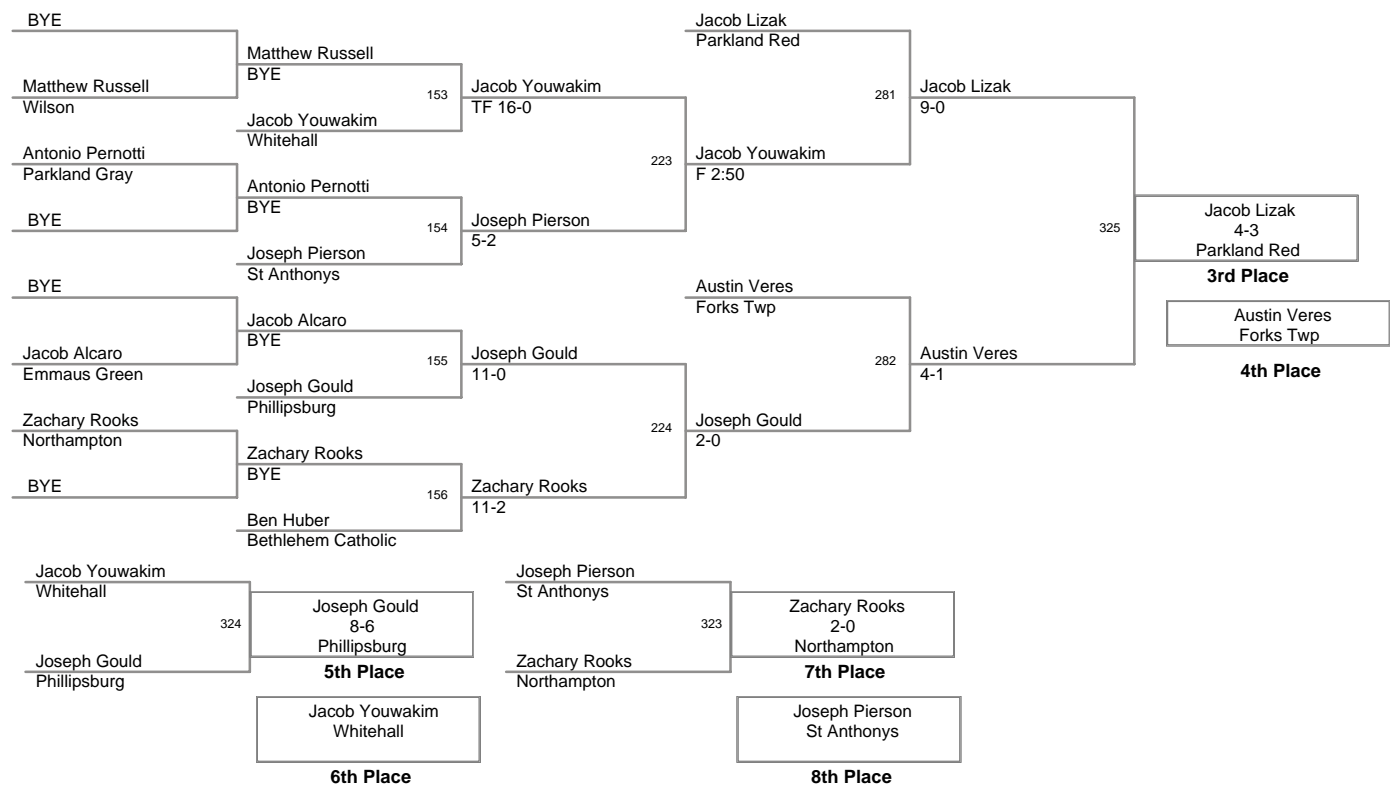 BYE
Matthew Russell
Wilson
Antonio Pernotti
Parkland Gray
BYE
BYE
Jacob Alcaro
Emmaus Green
Zachary Rooks
Northampton
BYE
Matthew Russell
BYE
153
Jacob Youwakim
Whitehall
Antonio Pernotti
BYE
154
Joseph Pierson
St Anthonys
Jacob Alcaro
BYE
155
Joseph Gould
Phillipsburg
Zachary Rooks
BYE
156
Ben Huber
Bethlehem Catholic
Jacob Youwakim
TF 16-0
223
Joseph Pierson
5-2
Joseph Gould
11-0
224
Zachary Rooks
11-2
Jacob Lizak
Parkland Red
281
Jacob Youwakim
F 2:50
Austin Veres
Forks Twp
282
Joseph Gould
2-0
Jacob Lizak
9-0
325
Austin Veres
4-1
Jacob Lizak
4-3
Parkland Red
3rd Place
Austin Veres
Forks Twp
4th Place
Jacob Youwakim
Whitehall
324
Joseph Gould
Phillipsburg
Joseph Gould
8-6
Phillipsburg
5th Place
Jacob Youwakim
Whitehall
6th Place
Joseph Pierson
St Anthonys
323
Zachary Rooks
Northampton
Zachary Rooks
2-0
Northampton
7th Place
Joseph Pierson
St Anthonys
8th Place